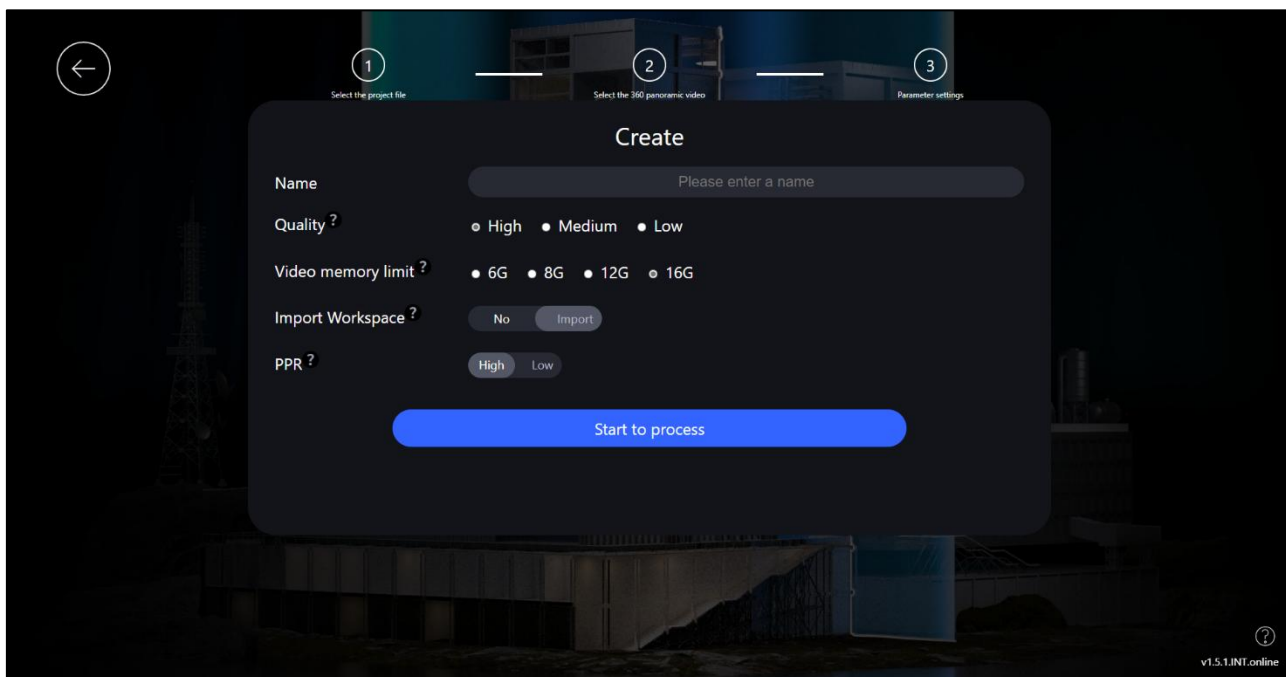 1
2
3
Select the project file
Select the 360 panoramic video
Parameter settings
Create
Name
Please enter a name
Quality ?
High Medium Low
Video memory limit ?
6G 8G 12G 16G
Import Workspace ?
No Import
PPR ?
High Low
Start to process
?
v1.5.1.INT.online